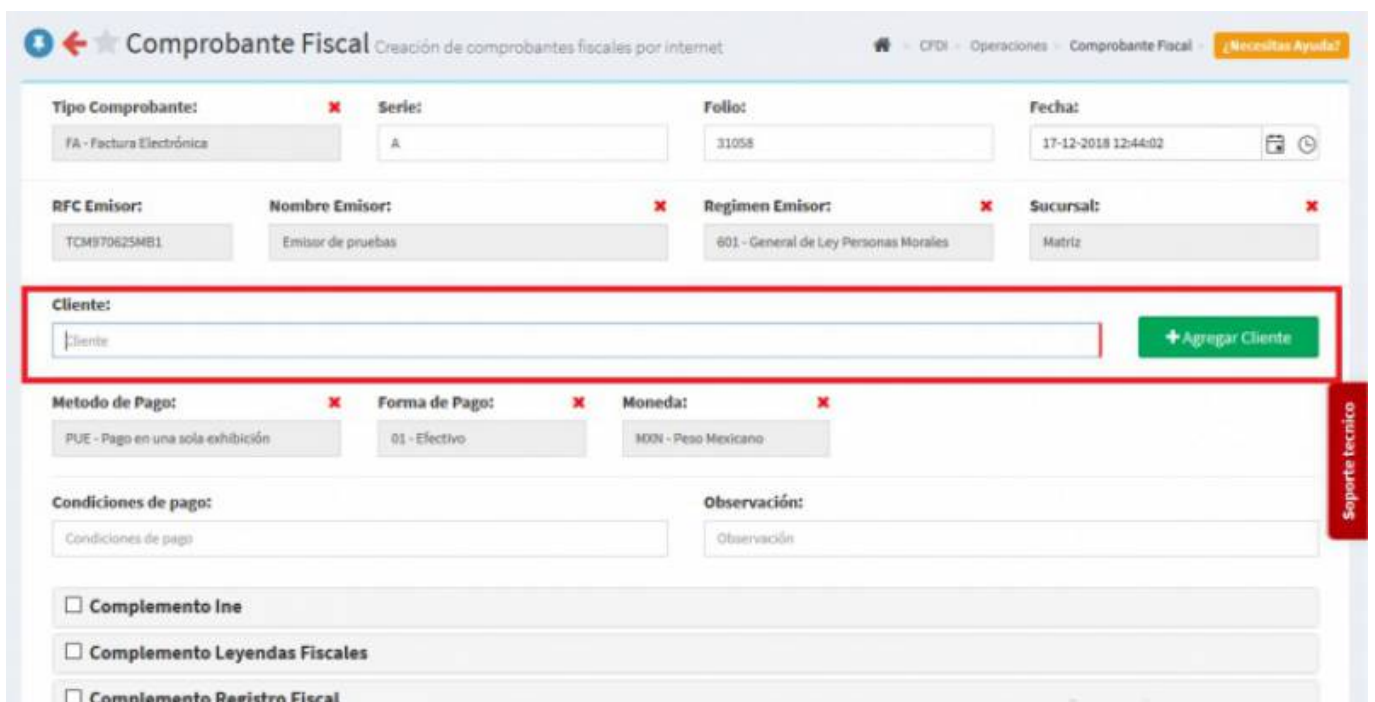 Comprobante Fiscal Creación de comprobantes fiscales por internet
CFDI - Operaciones - Comprobante Fiscal - ¿Necesitas Ayuda?
Tipo Comprobante: Serie: Folio: Fecha:
FA - Factura Electrónica A 31058 17-12-2018 12:44:02
RFC Emisor: Nombre Emisor: Regimen Emisor: Sucursal:
TCM970625MB1 Emisor de pruebas 601 - General de Ley Personas Morales Matriz
Cliente:
Cliente
+ Agregar Cliente
Metodo de Pago: Forma de Pago: Moneda:
PUE - Pago en una sola exhibición 01 - Efectivo MXN - Peso Mexicano
Soporte tecnico
Condiciones de pago: Observación:
Condiciones de pago Observación
Complemento Ine
Complemento Leyendas Fiscales
Complemento Registro Fiscal